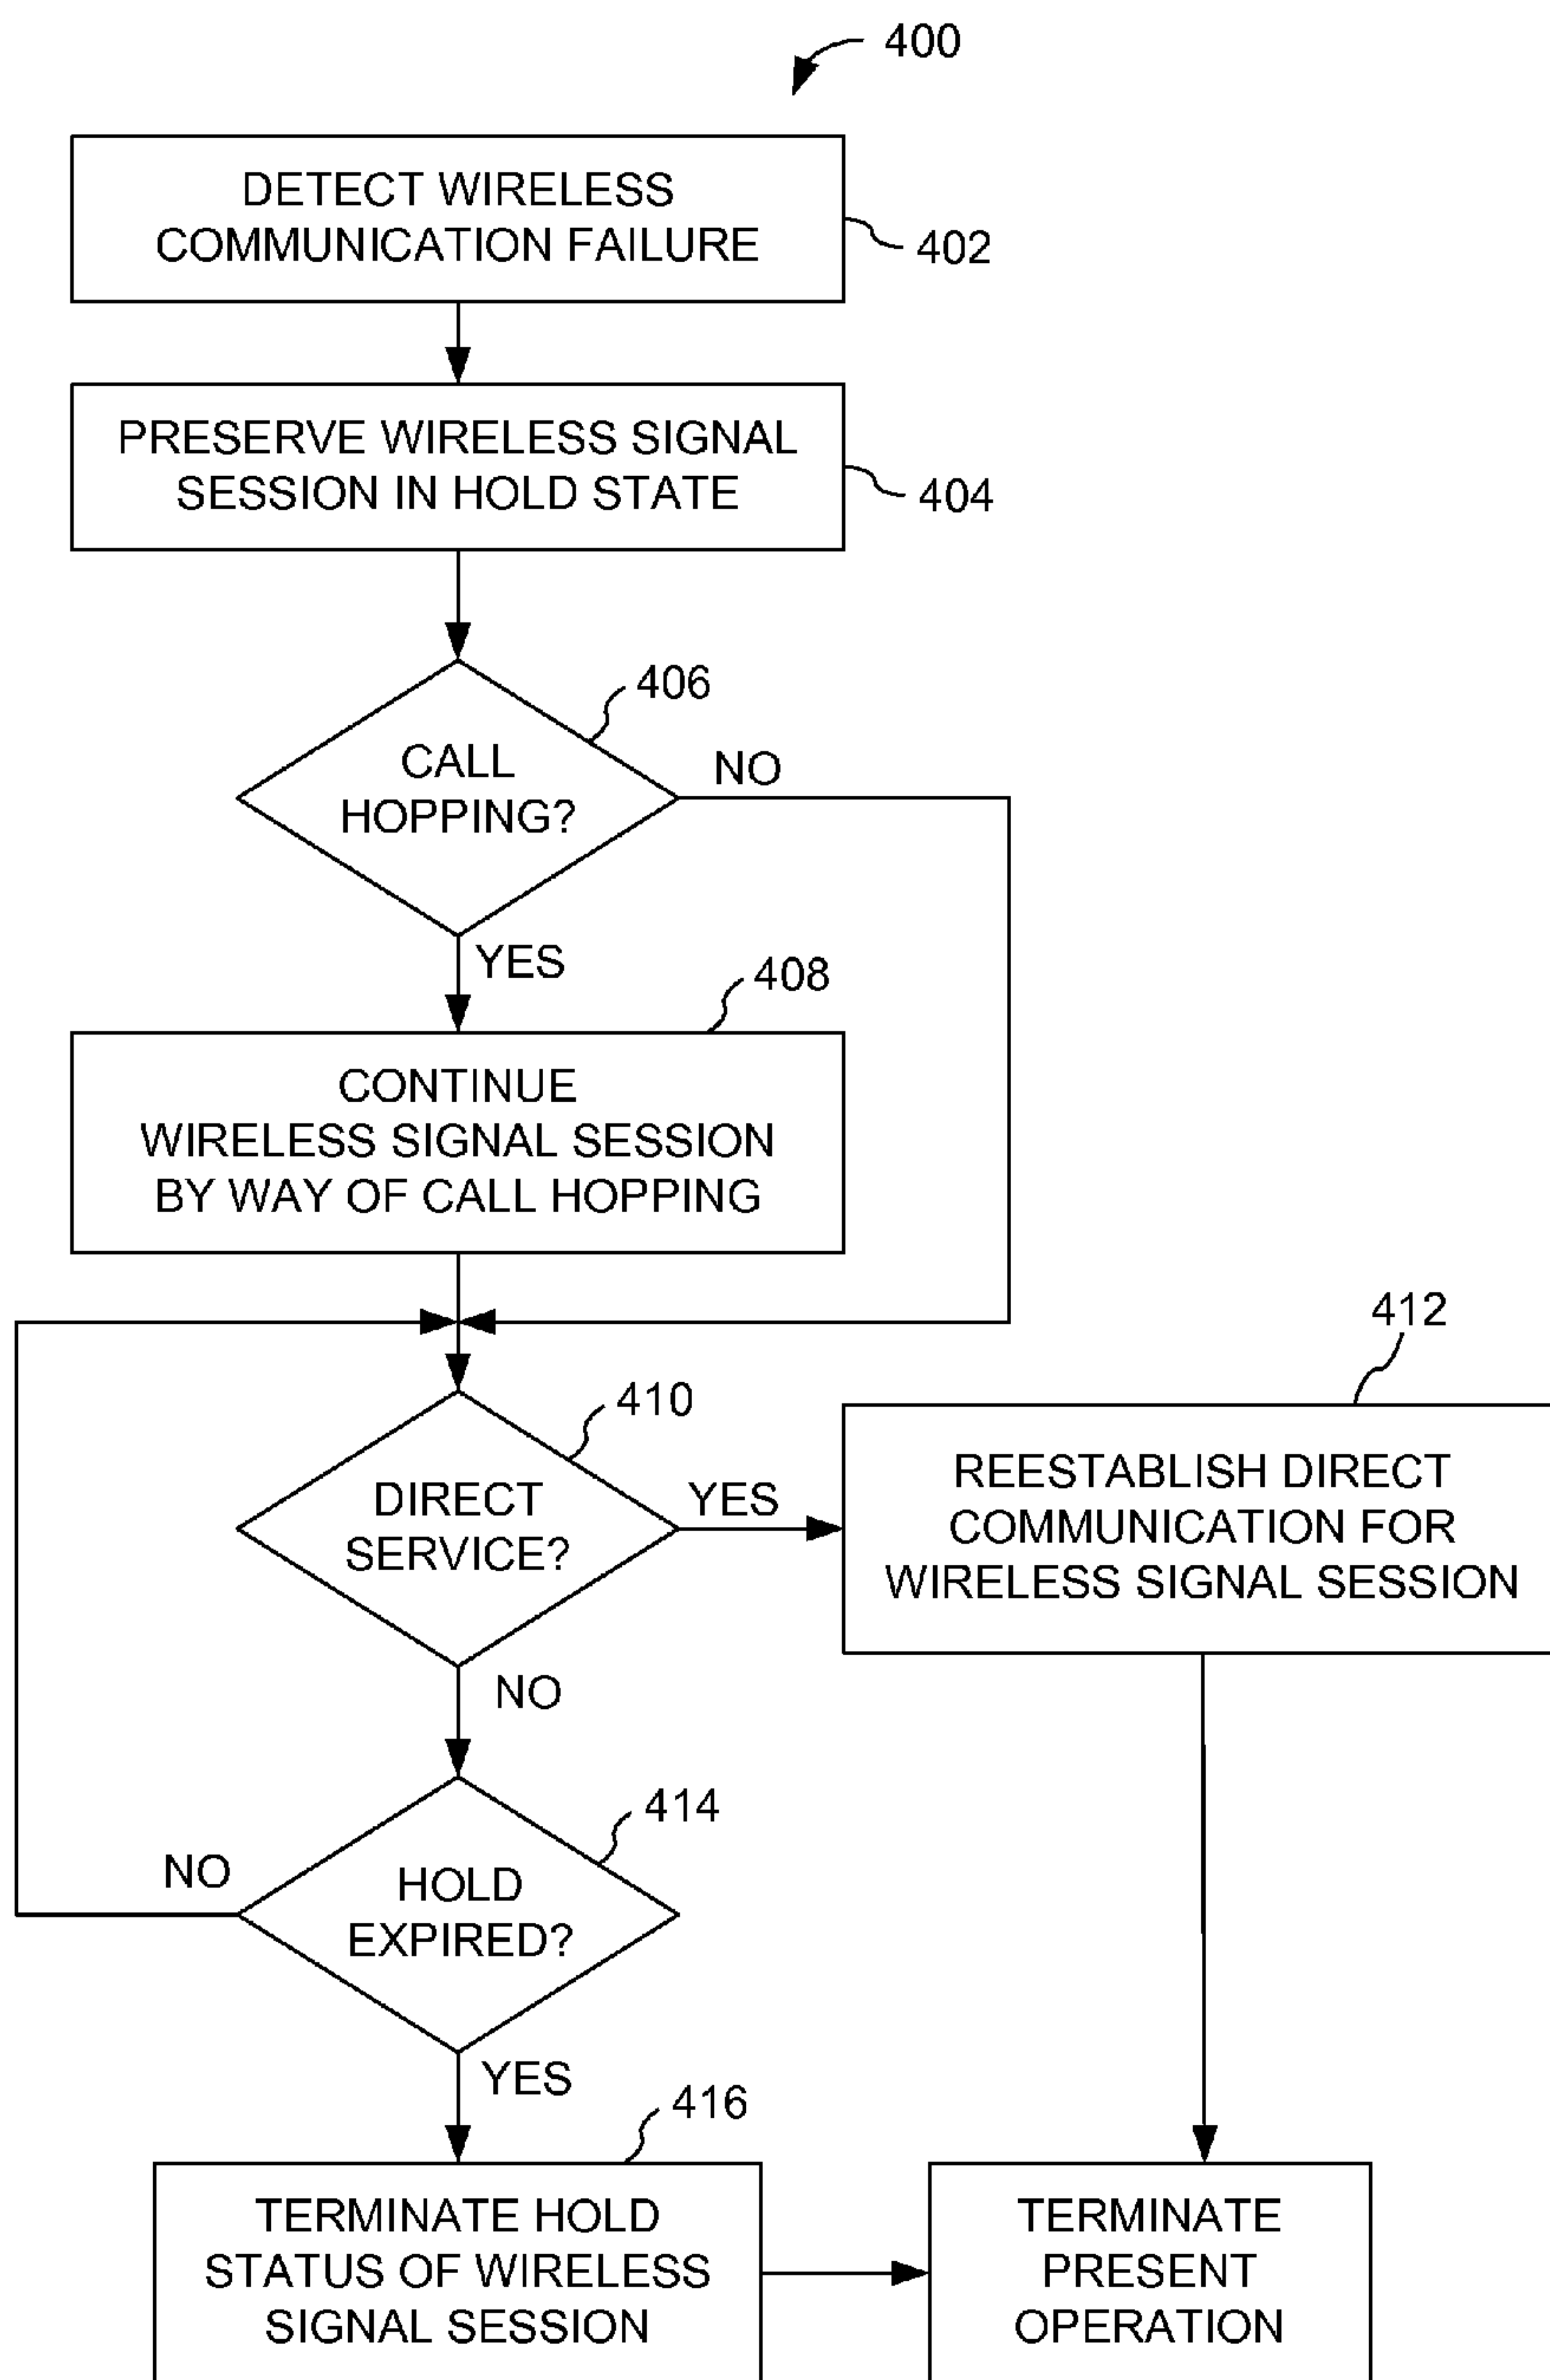 400
DETECT WIRELESS
COMMUNICATION FAILURE
402
PRESERVE WIRELESS SIGNAL
SESSION IN HOLD STATE
404
406
CALL
HOPPING?
NO
YES
408
CONTINUE
WIRELESS SIGNAL SESSION
BY WAY OF CALL HOPPING
412
410
DIRECT
SERVICE?
YES
REESTABLISH DIRECT
COMMUNICATION FOR
WIRELESS SIGNAL SESSION
NO
414
NO
HOLD
EXPIRED?
YES
416
TERMINATE HOLD
STATUS OF WIRELESS
SIGNAL SESSION
TERMINATE
PRESENT
OPERATION